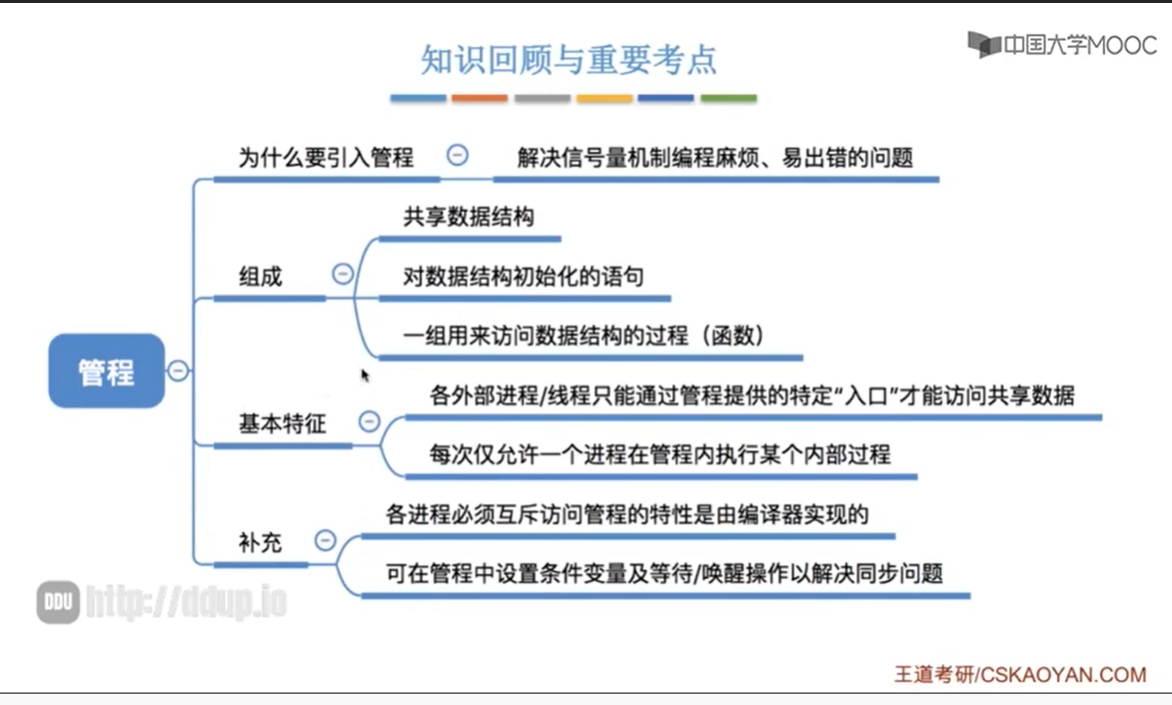 中国大学MOOC
知识回顾与重要考点
为什么要引入管程
解决信号量机制编程麻烦、易出错的问题
共享数据结构
组成
对数据结构初始化的语句
一组用来访问数据结构的过程（函数）
管程
各外部进程/线程只能通过管程提供的特定“入口”才能访问共享数据
基本特征
每次仅允许一个进程在管程内执行某个内部过程
各进程必须互斥访问管程的特性是由编译器实现的
补充
可在管程中设置条件变量及等待/唤醒操作以解决同步问题
DDU http://ddup.io
王道考研/CSKAOYAN.COM